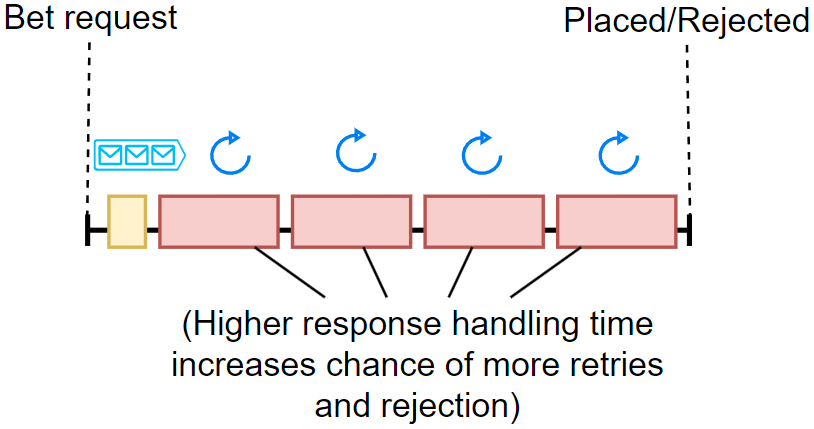 Bet request
Placed/Rejected
(Higher response handling time
increases chance of more retries
and rejection)